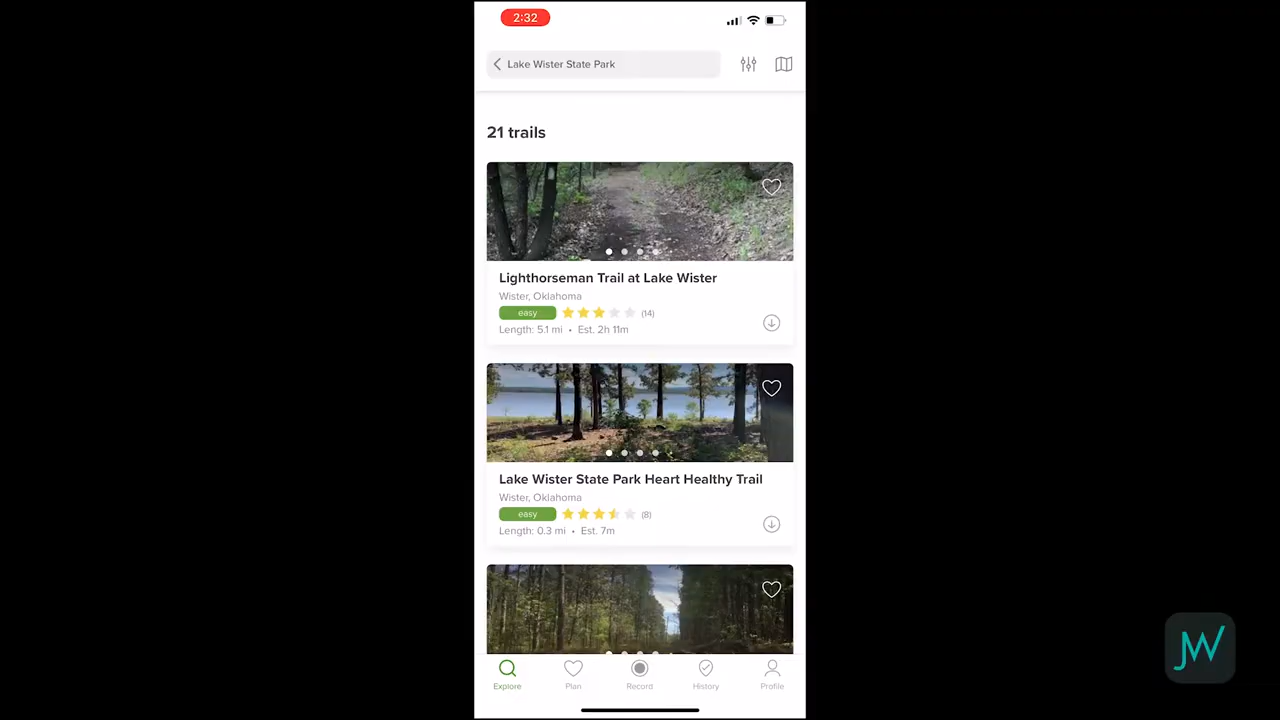 2:32
Lake Wister State Park
21 trails
Lighthorseman Trail at Lake Wister
Wister, Oklahoma
easy (14)
Length: 5.1 mi • Est. 2h 11m
Lake Wister State Park Heart Healthy Trail
Wister, Oklahoma
easy (8)
Length: 0.3 mi • Est. 7m
Explore Plan Record History Profile
JW